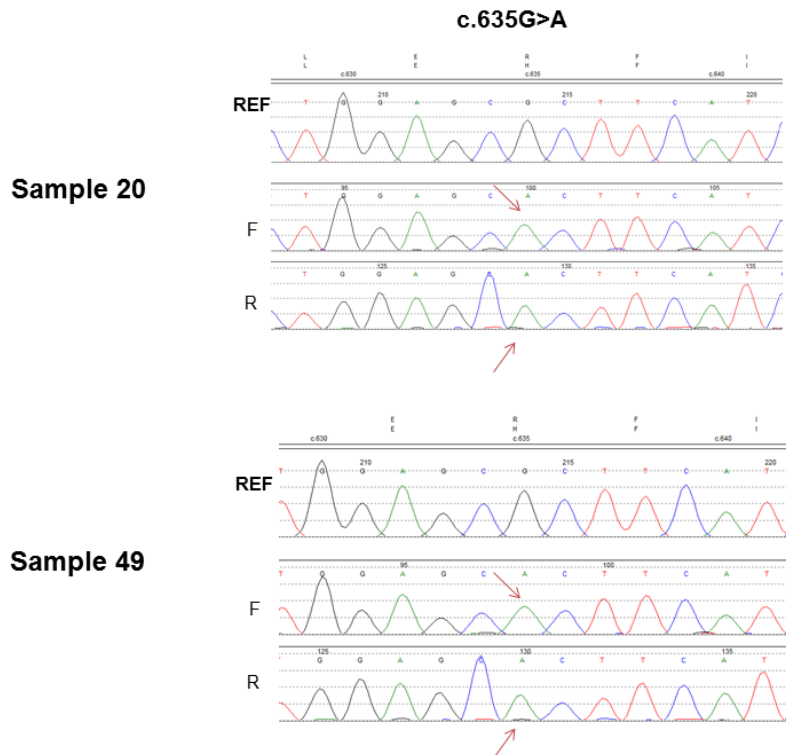 c.635G>A
L E R F I
L E H F I
c.630 c.635 c.640
210 215 220
REF T G G A G C G C T T C A T
Sample 20
95 100 105
F T G G A G C A C T T C A T
125 130 135
R T G G A G C A C T T C A T C
E R F I
E H F I
c.630 c.635 c.640
210 215 220
REF T G G A G C G C T T C A T
Sample 49
95 100
F T G G A G C A C T T C A T
125 130 135
R G G A G C A C T T C A T